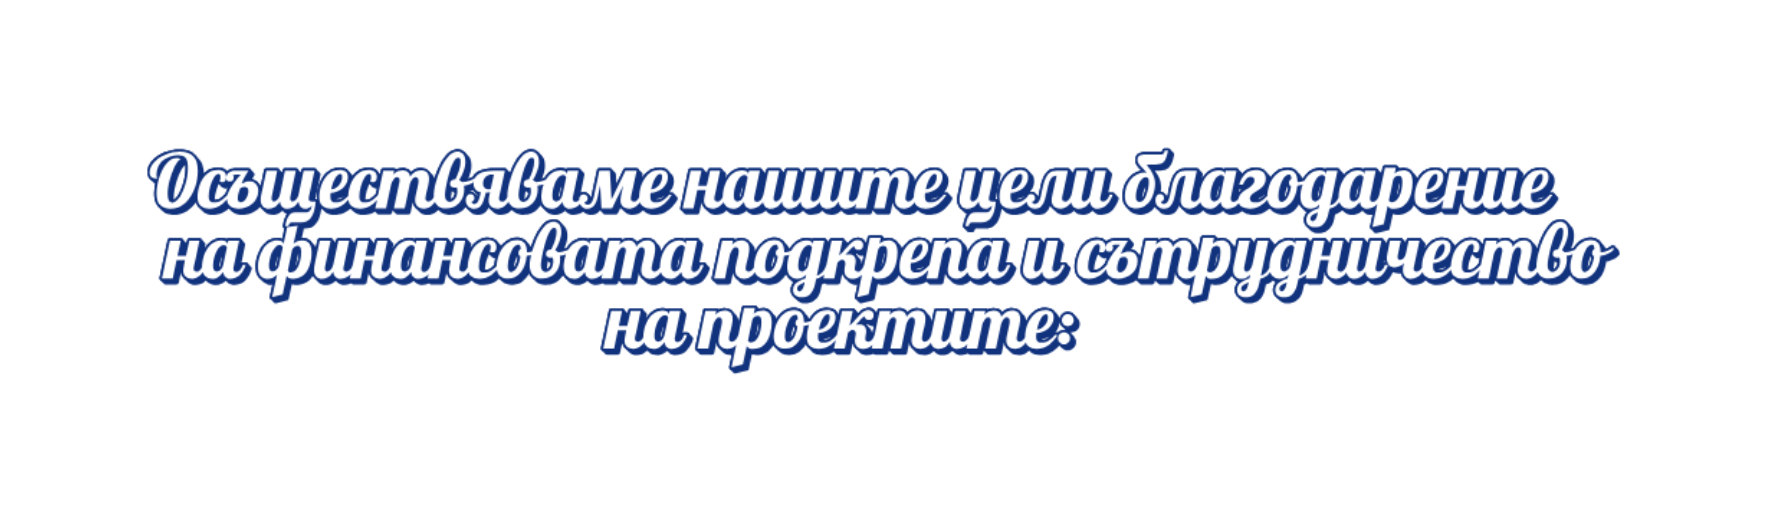 Осъществяваме нашите цели благодарение
на финансовата подкрепа и сътрудничество
на проектите: